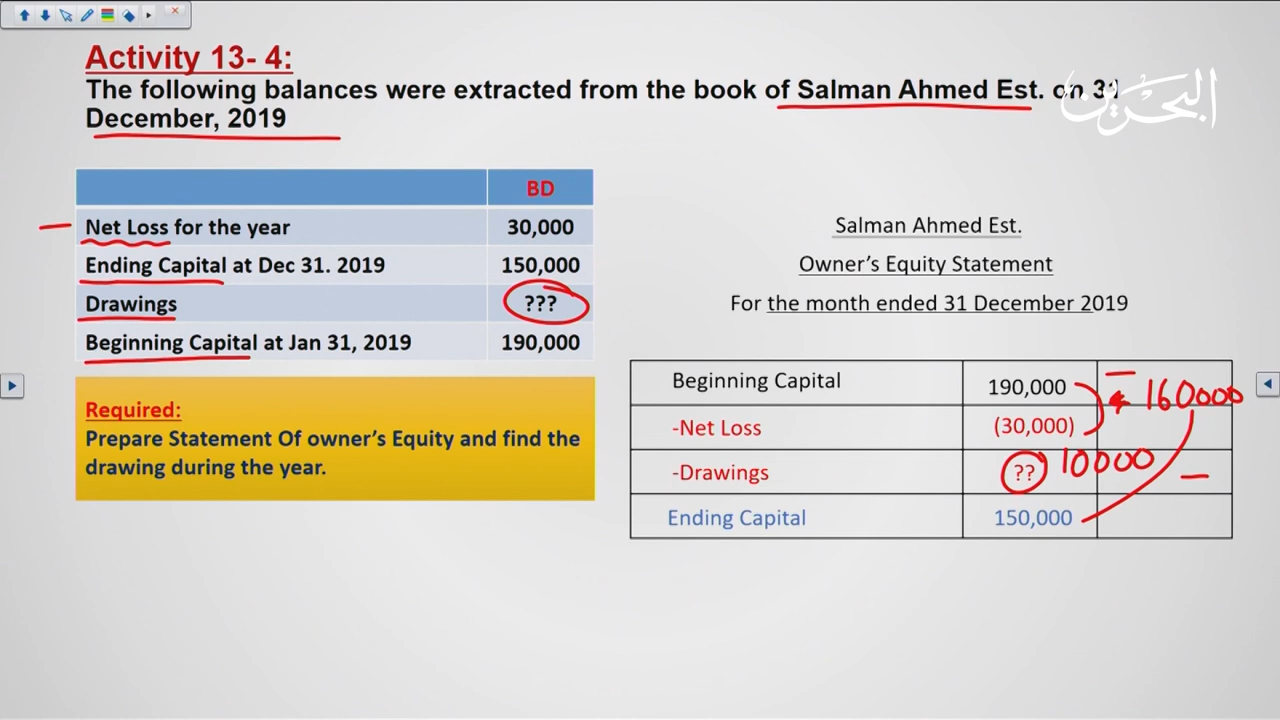 Activity 13- 4:
The following balances were extracted from the book of Salman Ahmed Est. on 31
December, 2019
البحرين
BD
Net Loss for the year 30,000
Ending Capital at Dec 31. 2019 150,000
Drawings ???
Beginning Capital at Jan 31, 2019 190,000
Required:
Prepare Statement Of owner's Equity and find the
drawing during the year.
Salman Ahmed Est.
Owner's Equity Statement
For the month ended 31 December 2019
Beginning Capital 190,000 160000
-Net Loss (30,000)
-Drawings ?? 10000
Ending Capital 150,000